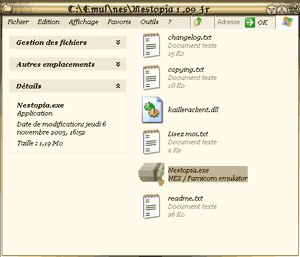 C:\Emul\nes\Nestopia 1.09 fr
Fichier Edition Affichage Favoris Outils ?
Adresse OK
Gestion des fichiers
Autres emplacements
Détails
Nestopia.exe
Application
Date de modification: jeudi 6
novembre 2003, 16:52
Taille : 1,19 Mo
changelog.txt
Document texte
15 Ko
copying.txt
Document texte
18 Ko
kailleraclient.dll
Lisez moi.txt
Document texte
2 Ko
Nestopia.exe
NES / Famicom emulator
readme.txt
Document texte
26 Ko